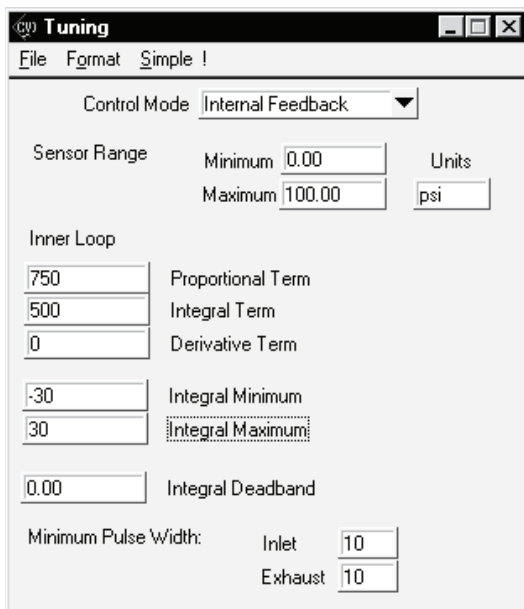 CVI Tuning
File Format Simple !
Control Mode Internal Feedback
Sensor Range Minimum 0.00 Units
Maximum 100.00 psi
Inner Loop
750 Proportional Term
500 Integral Term
0 Derivative Term
-30 Integral Minimum
30 Integral Maximum
0.00 Integral Deadband
Minimum Pulse Width: Inlet 10
Exhaust 10